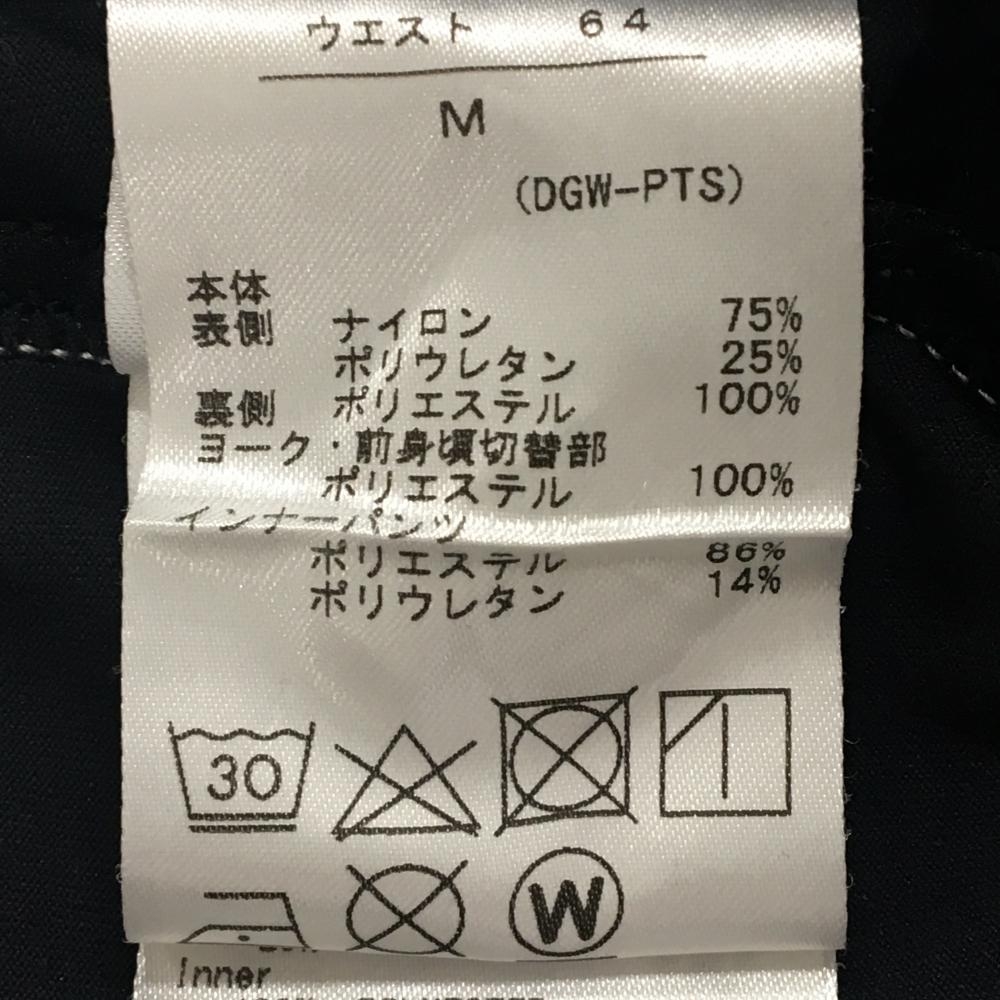 ウエスト 64
M
(DGW-PTS)
本体
表側 ナイロン 75%
ポリウレタン 25%
裏側 ポリエステル 100%
ヨーク・前身頃切替部
ポリエステル 100%
インナーパンツ
ポリエステル 86%
ポリウレタン 14%
30
W
Inner